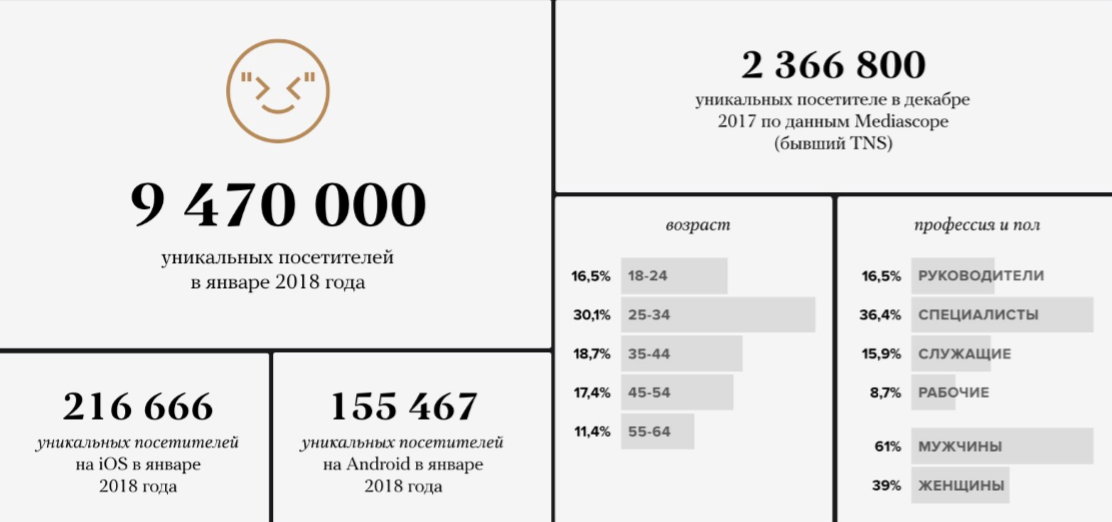 9 470 000
уникальных посетителей
в январе 2018 года
216 666
уникальных посетителей
на iOS в январе
2018 года
155 467
уникальных посетителей
на Android в январе
2018 года
2 366 800
уникальных посетителе в декабре
2017 по данным Mediascope
(бывший TNS)
возраст
16,5% 18-24
30,1% 25-34
18,7% 35-44
17,4% 45-54
11,4% 55-64
профессия и пол
16,5% РУКОВОДИТЕЛИ
36,4% СПЕЦИАЛИСТЫ
15,9% СЛУЖАЩИЕ
8,7% РАБОЧИЕ
61% МУЖЧИНЫ
39% ЖЕНЩИНЫ